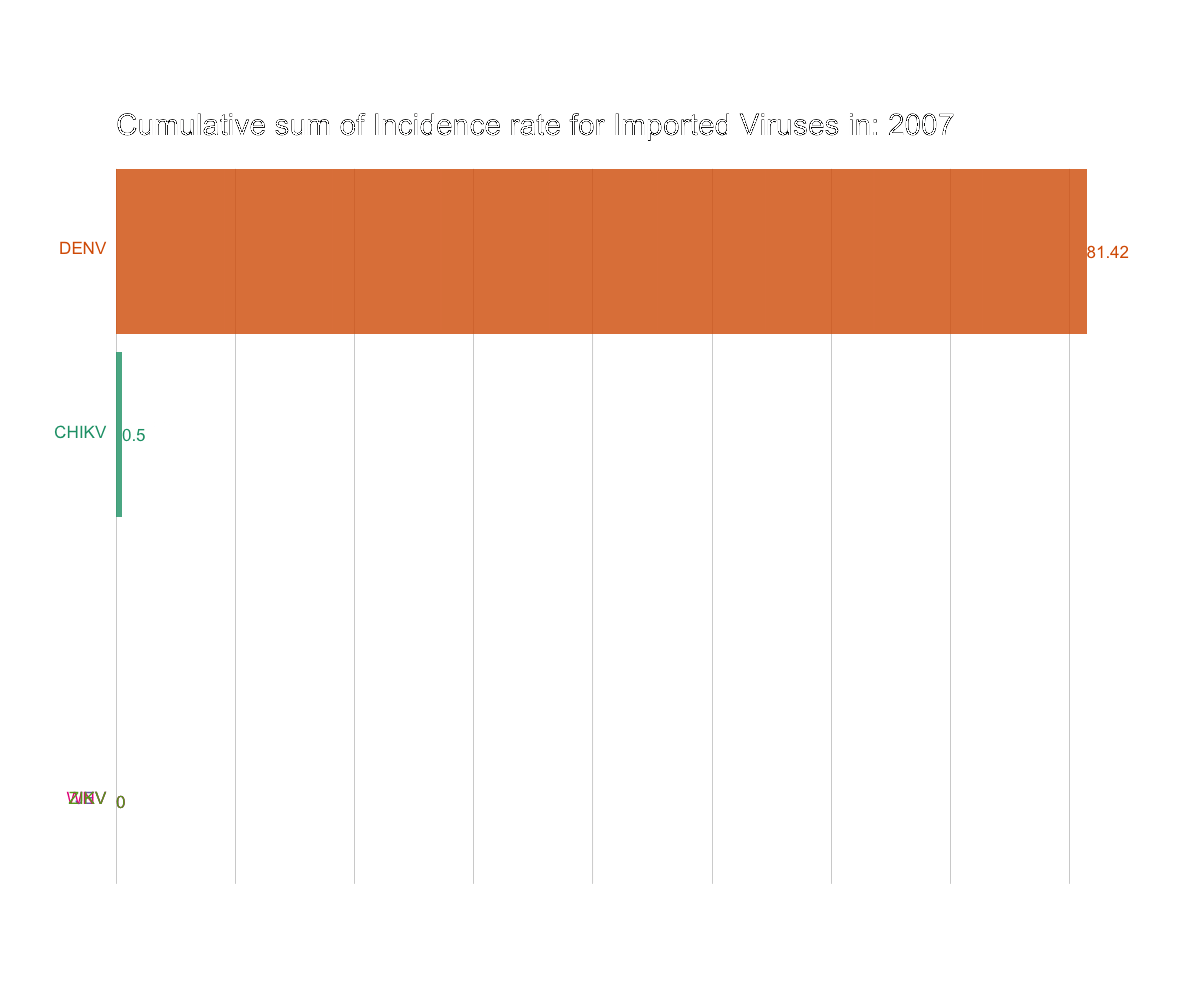 Cumulative sum of Incidence rate for Imported Viruses in: 2007
DENV
81.42
CHIKV
0.5
0